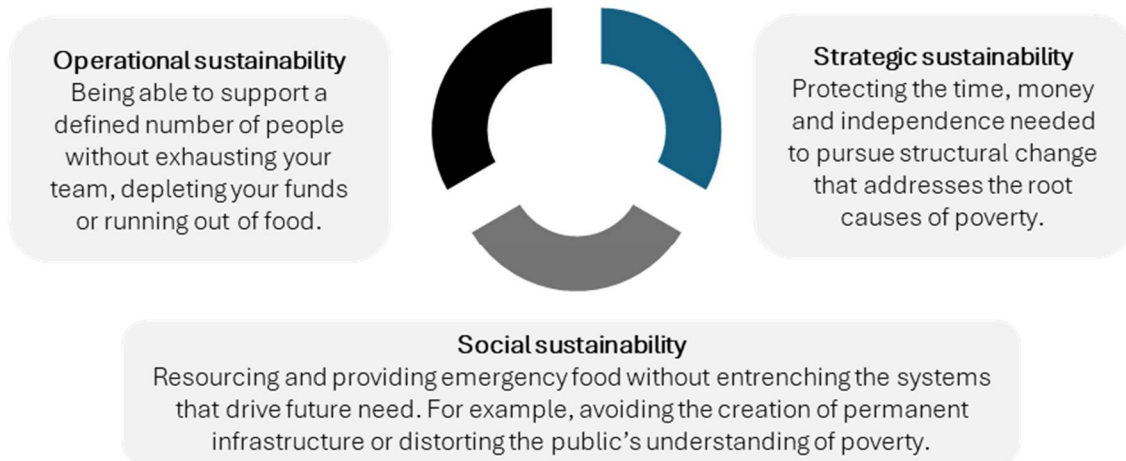 Operational sustainability
Being able to support a
defined number of people
without exhausting your
team, depleting your funds
or running out of food.
Strategic sustainability
Protecting the time, money
and independence needed
to pursue structural change
that addresses the root
causes of poverty.
Social sustainability
Resourcing and providing emergency food without entrenching the systems
that drive future need. For example, avoiding the creation of permanent
infrastructure or distorting the public's understanding of poverty.